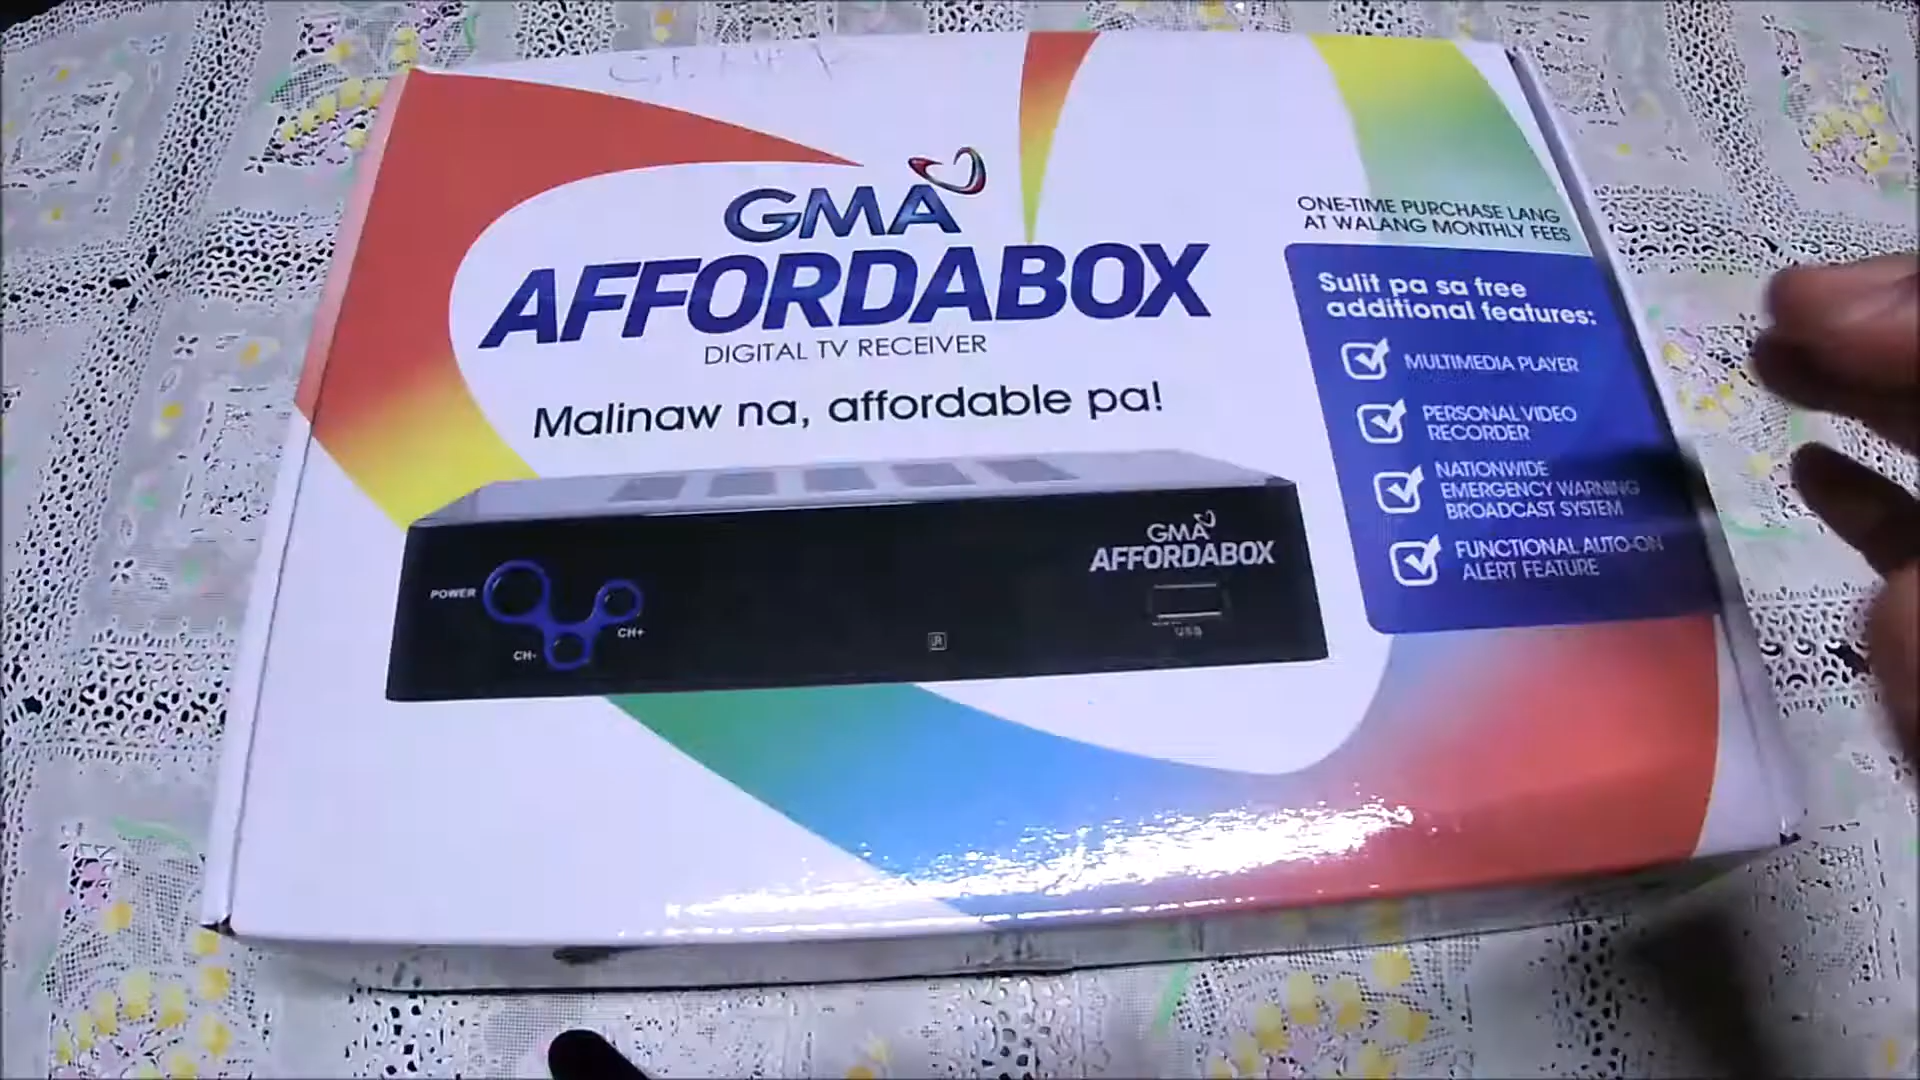 GMA
AFFORDABOX
DIGITAL TV RECEIVER
Malinaw na, affordable pa!
ONE-TIME PURCHASE LANG
AT WALANG MONTHLY FEES
Sulit pa sa free
additional features:
MULTIMEDIA PLAYER
PERSONAL VIDEO
RECORDER
NATIONWIDE
EMERGENCY WARNING
BROADCAST SYSTEM
FUNCTIONAL AUTO-ON
ALERT FEATURE
POWER
CH+
CH-
IR
GMA
AFFORDABOX
USB